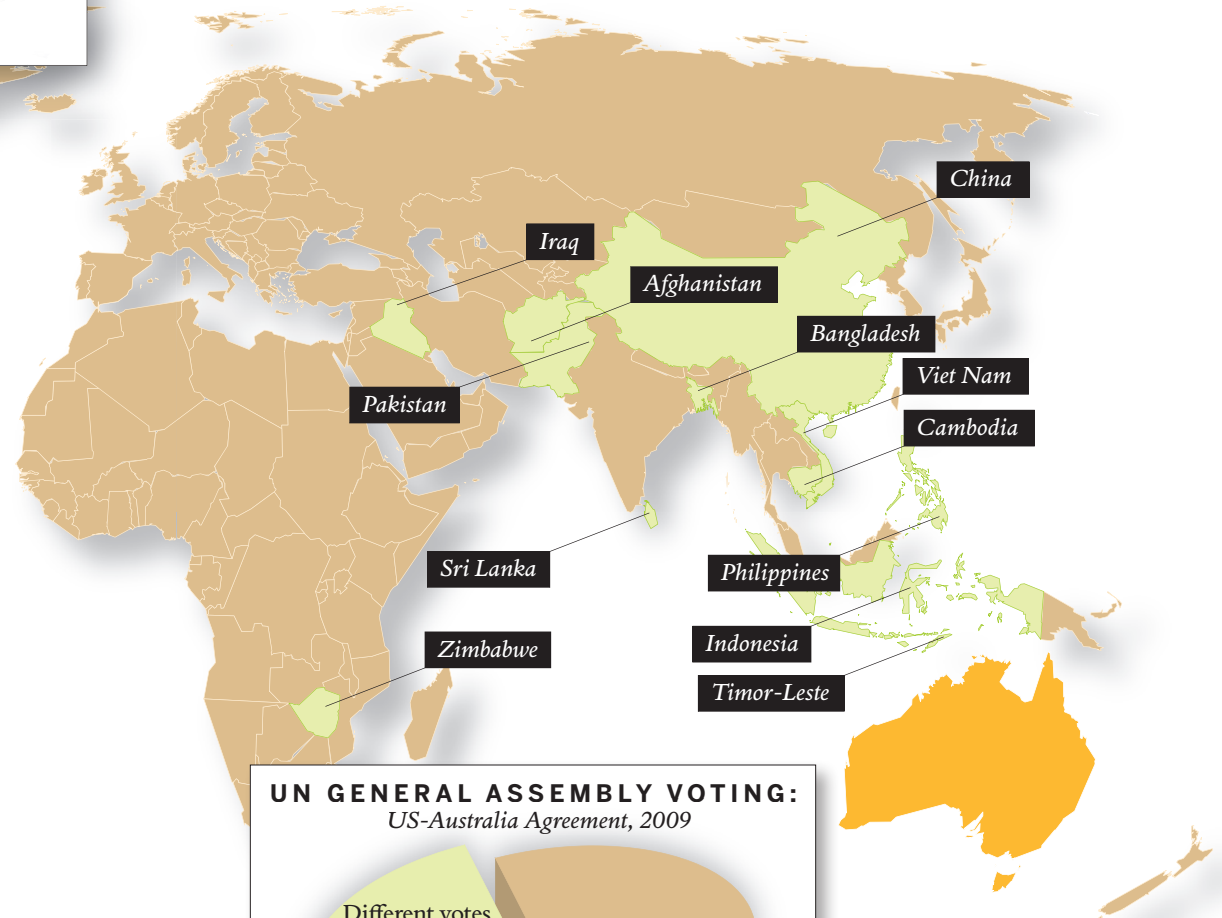 China
Iraq
Afghanistan
Bangladesh
Viet Nam
Pakistan
Cambodia
Sri Lanka
Philippines
Indonesia
Zimbabwe
Timor-Leste
UN GENERAL ASSEMBLY VOTING:
US-Australia Agreement, 2009
Different votes